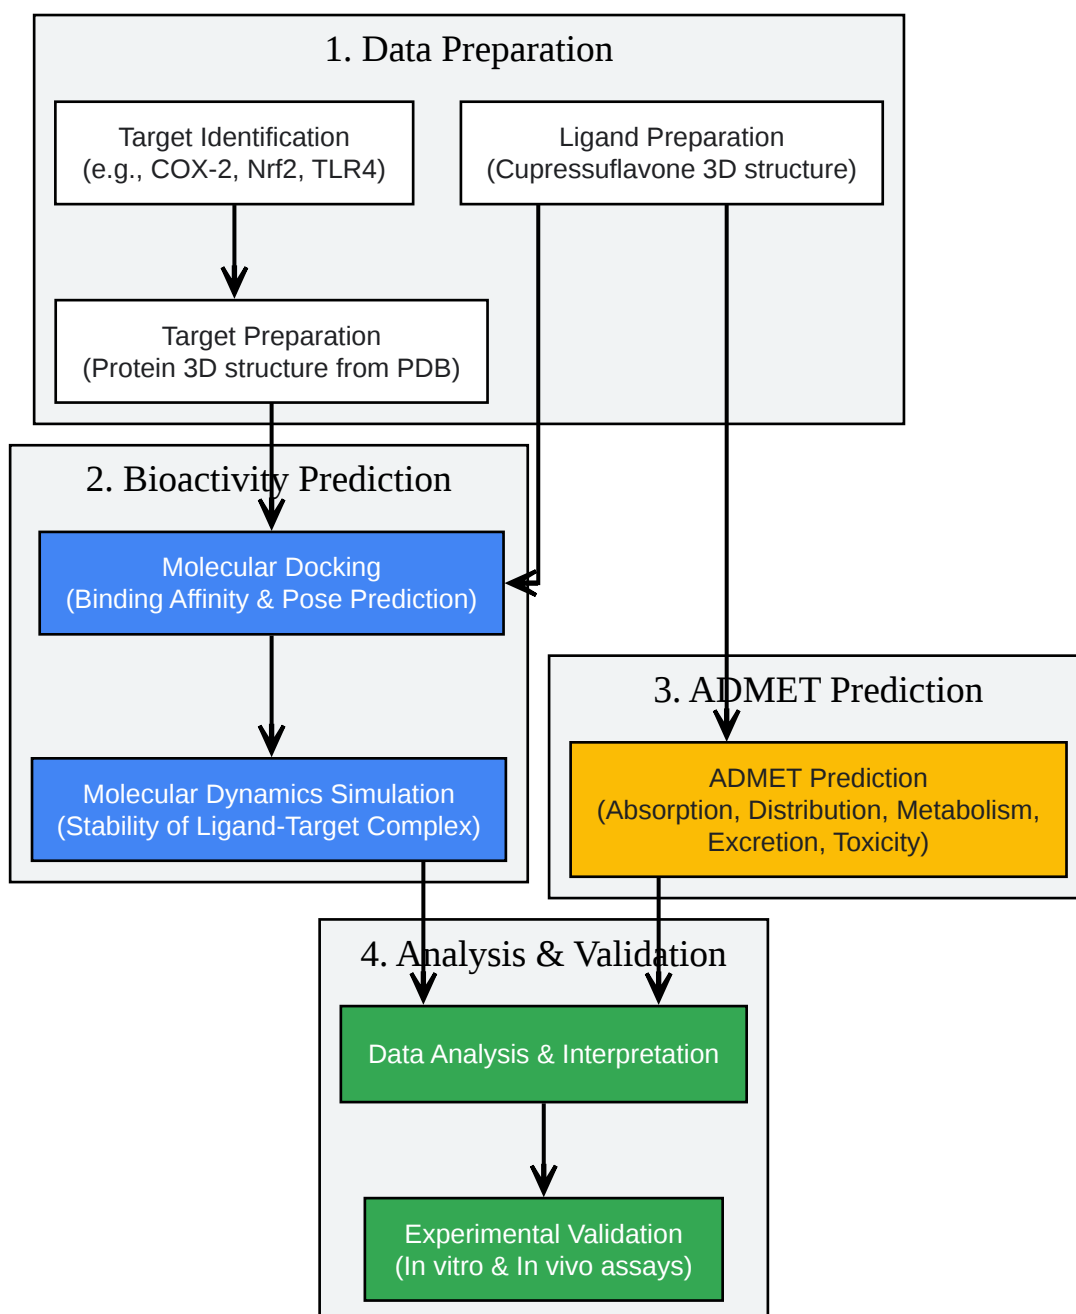 1. Data Preparation
Target Identification
(e.g., COX-2, Nrf2, TLR4)
Ligand Preparation
(Cupressuflavone 3D structure)
Target Preparation
(Protein 3D structure from PDB)
2. Bioactivity Prediction
Molecular Docking
(Binding Affinity & Pose Prediction)
Molecular Dynamics Simulation
(Stability of Ligand-Target Complex)
3. ADMET Prediction
ADMET Prediction
(Absorption, Distribution, Metabolism,
Excretion, Toxicity)
4. Analysis & Validation
Data Analysis & Interpretation
Experimental Validation
(In vitro & In vivo assays)